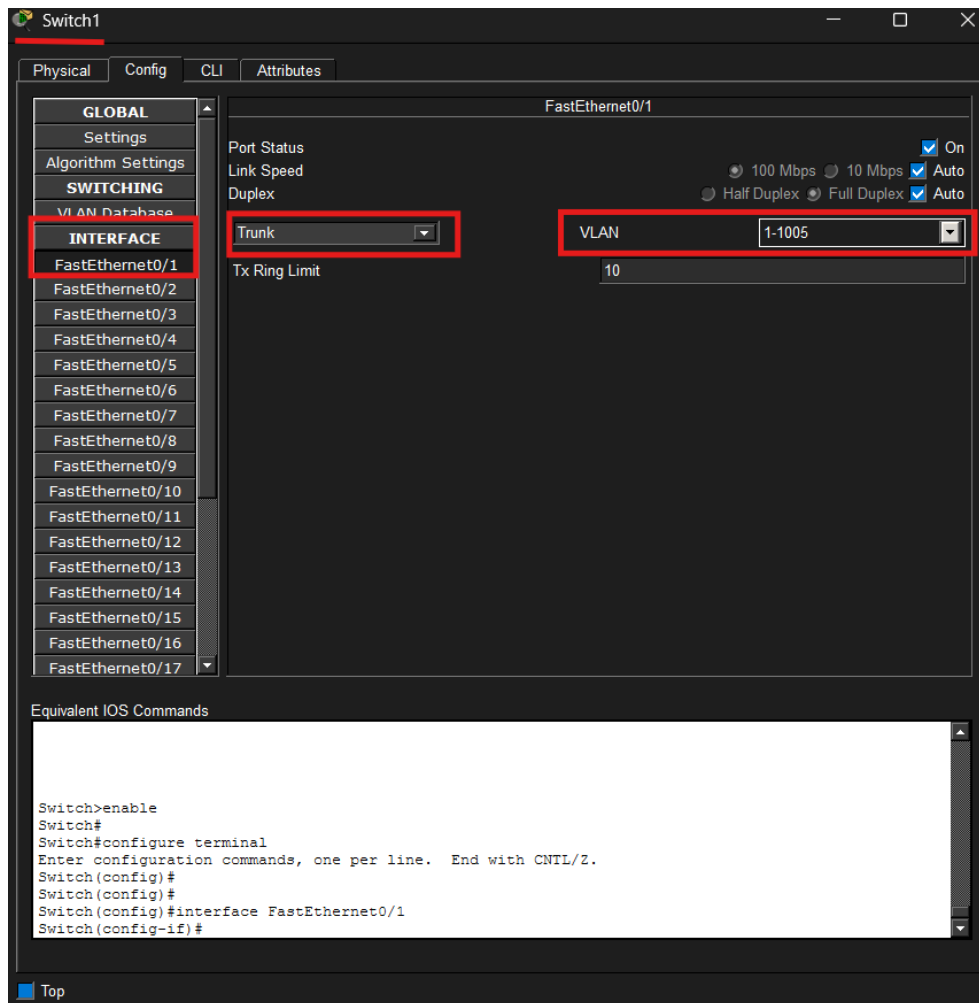 Switch1
Physical Config CLI Attributes
GLOBAL
Settings
Algorithm Settings
SWITCHING
VLAN Database
INTERFACE
FastEthernet0/1
FastEthernet0/2
FastEthernet0/3
FastEthernet0/4
FastEthernet0/5
FastEthernet0/6
FastEthernet0/7
FastEthernet0/8
FastEthernet0/9
FastEthernet0/10
FastEthernet0/11
FastEthernet0/12
FastEthernet0/13
FastEthernet0/14
FastEthernet0/15
FastEthernet0/16
FastEthernet0/17
FastEthernet0/1
Port Status On
Link Speed 100 Mbps 10 Mbps Auto
Duplex Half Duplex Full Duplex Auto
Trunk VLAN 1-1005
Tx Ring Limit 10
Equivalent IOS Commands
Switch>enable
Switch#
Switch#configure terminal
Enter configuration commands, one per line. End with CNTL/Z.
Switch(config)#
Switch(config)#
Switch(config)#interface FastEthernet0/1
Switch(config-if)#
Top